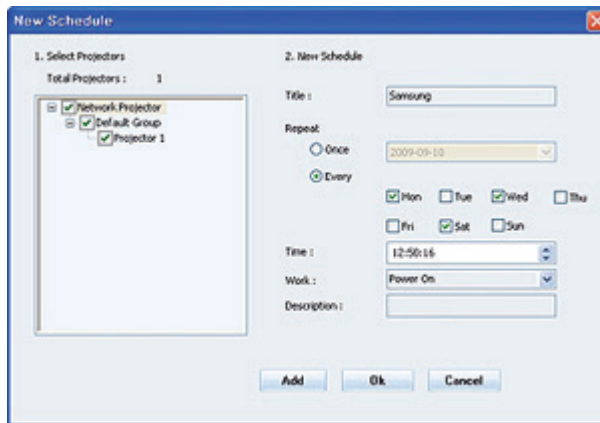 New Schedule
1. Select Projectors
Total Projectors : 1
Network Projector
Default Group
Projector 1
2. New Schedule
Title : Samsung
Repeat
Once 2009-09-10
Every
Mon Tue Wed Thu
Fri Sat Sun
Time : 12:50:16
Work : Power On
Description :
Add Ok Cancel